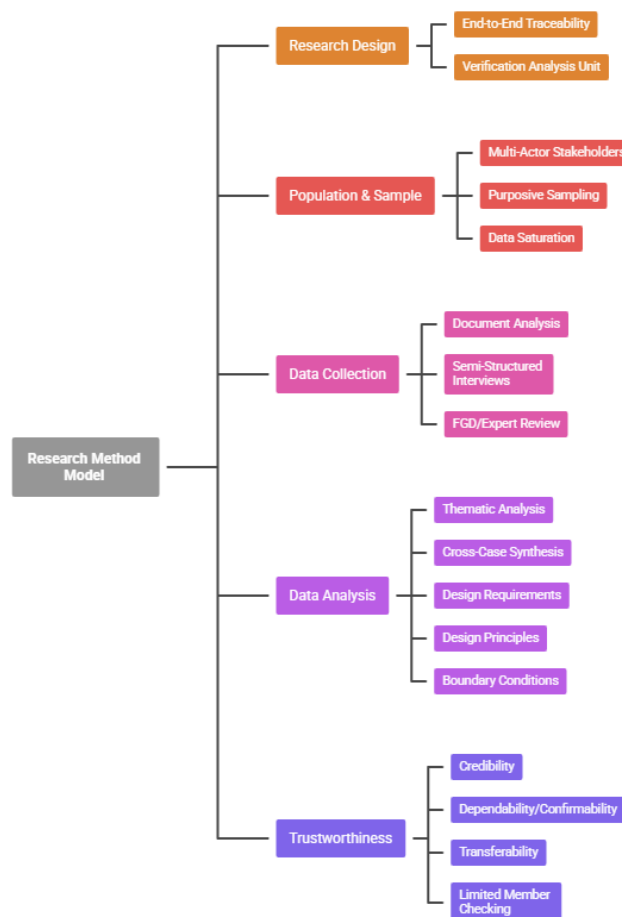 End-to-End Traceability
Research Design
Verification Analysis Unit
Multi-Actor Stakeholders
Population & Sample
Purposive Sampling
Data Saturation
Document Analysis
Data Collection
Semi-Structured
Interviews
FGD/Expert Review
Research Method
Model
Thematic Analysis
Cross-Case Synthesis
Data Analysis
Design Requirements
Design Principles
Boundary Conditions
Credibility
Dependability/Confirmability
Trustworthiness
Transferability
Limited Member
Checking